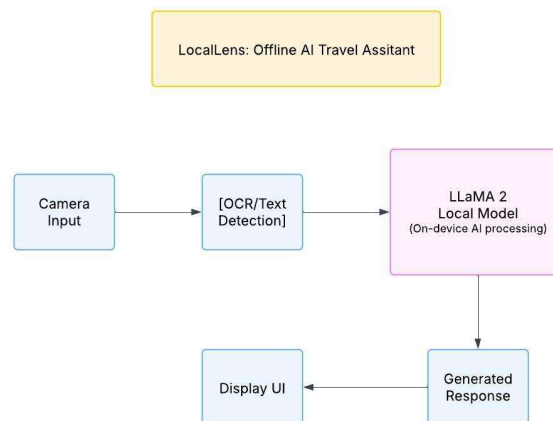 LocalLens: Offline AI Travel Assitant
Camera
Input
[OCR/Text
Detection]
LLaMA 2
Local Model
(On-device AI processing)
Generated
Response
Display UI